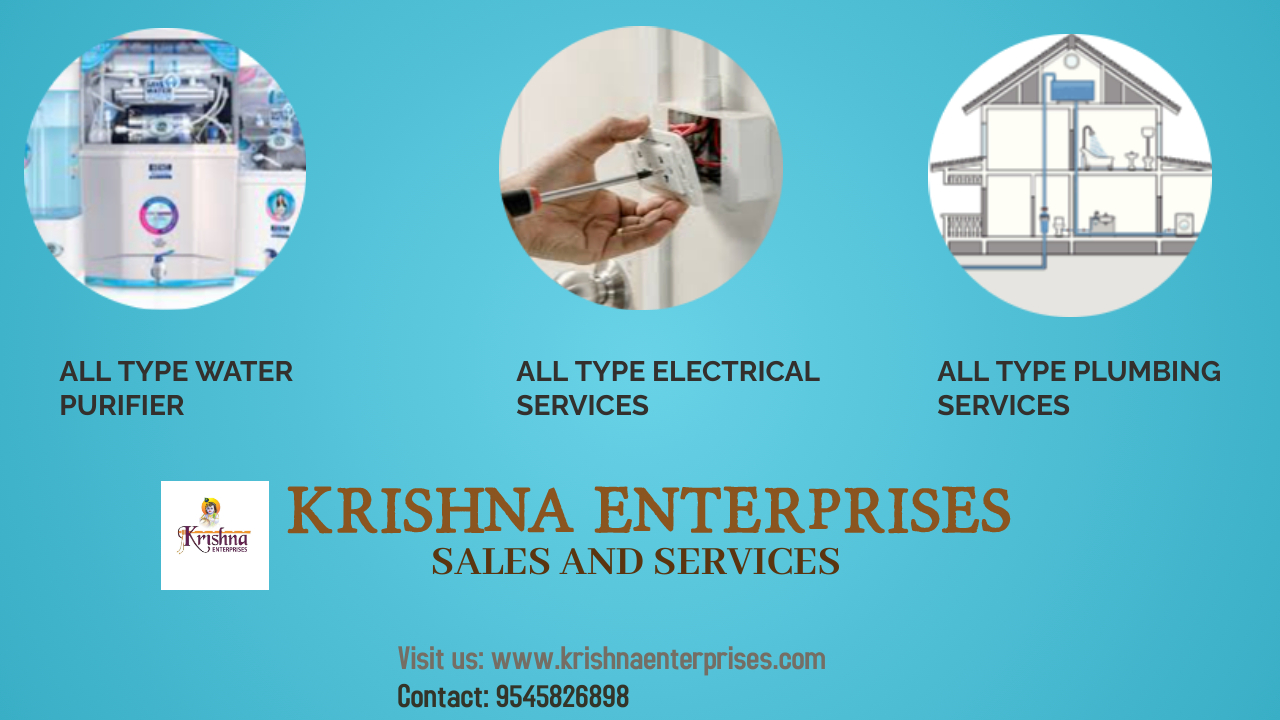 ALL TYPE WATER
PURIFIER
ALL TYPE ELECTRICAL
SERVICES
ALL TYPE PLUMBING
SERVICES
Krishna
ENTERPRISES
KRISHNA ENTERPRISES
SALES AND SERVICES
Visit us: www.krishnaenterprises.com
Contact: 9545826898